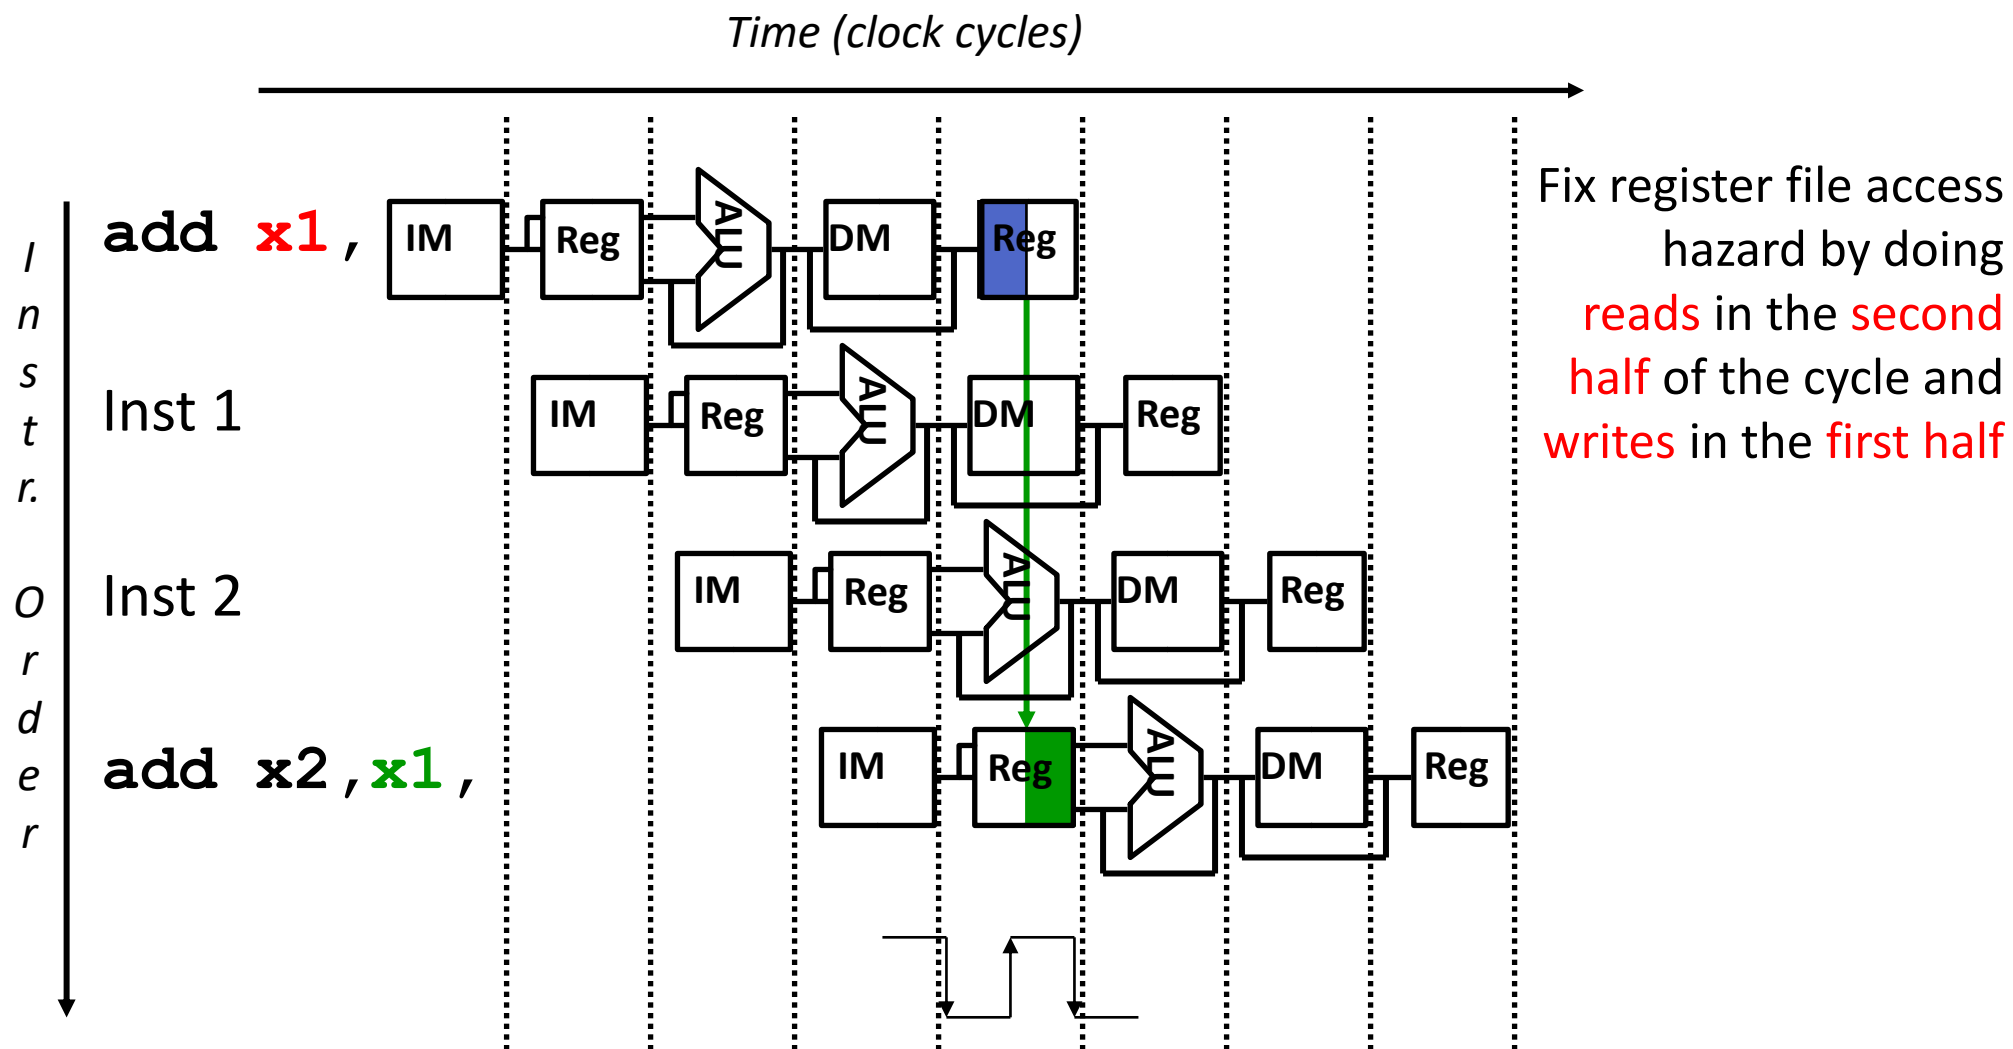 Time (clock cycles)
Instr. Order
add x1, IM Reg ALU DM Reg
Inst 1 IM Reg ALU DM Reg
Inst 2 IM Reg ALU DM Reg
add x2,x1, IM Reg ALU DM Reg
Fix register file access
hazard by doing
reads in the second
half of the cycle and
writes in the first half